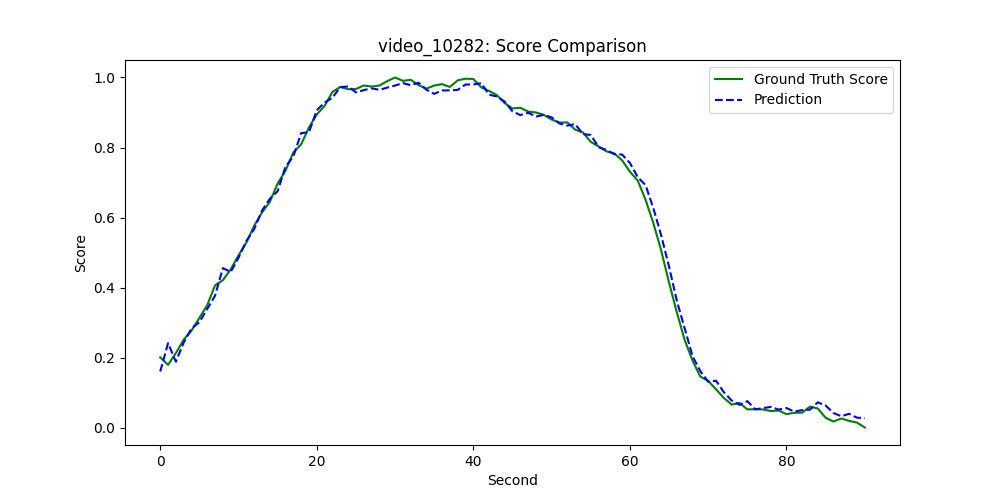 video_10282: Score Comparison
Ground Truth Score
Prediction
Score
1.0
0.8
0.6
0.4
0.2
0.0
0 20 40 60 80
Second